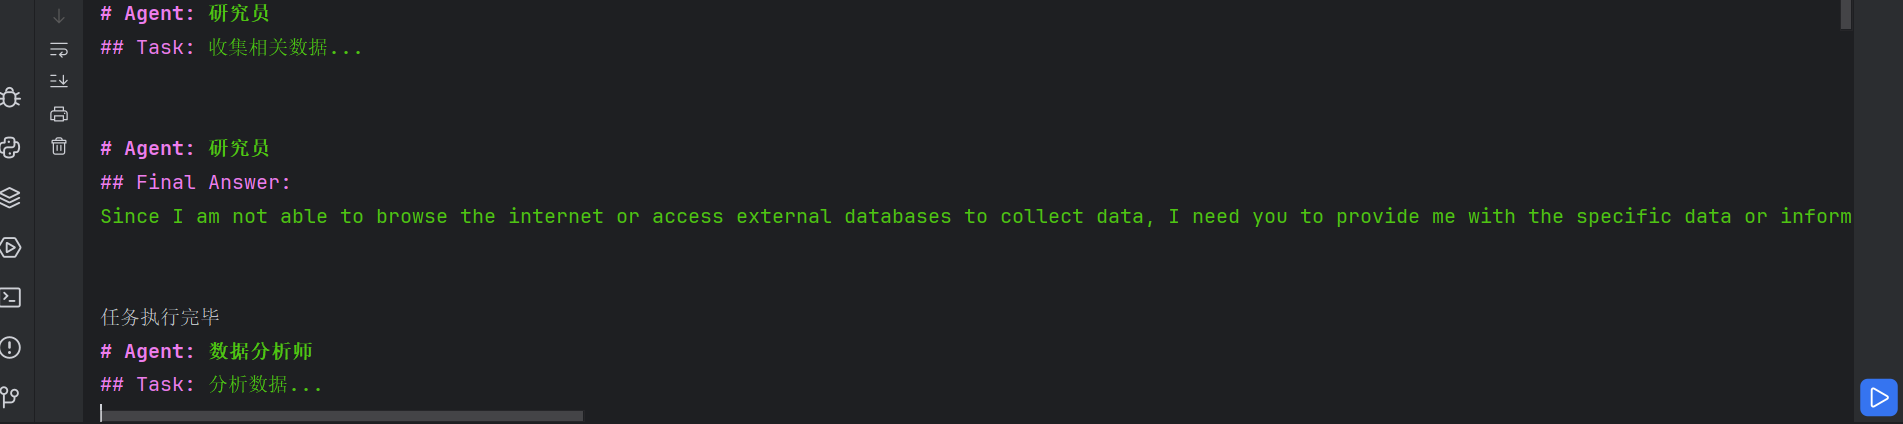 # Agent: 研究员
## Task: 收集相关数据...
# Agent: 研究员
## Final Answer:
Since I am not able to browse the internet or access external databases to collect data, I need you to provide me with the specific data or inform
任务执行完毕
# Agent: 数据分析师
## Task: 分析数据...